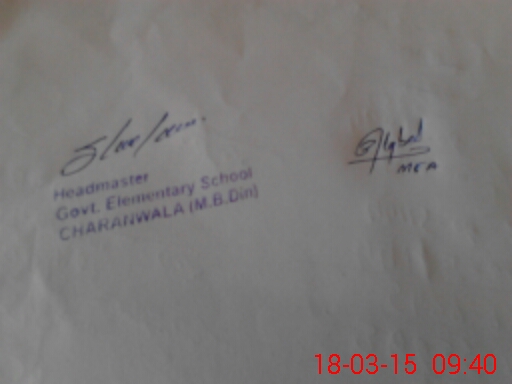 Headmaster
Govt. Elementary School
CHARANWALA (M.B.Din)
MEA
18-03-15 09:40